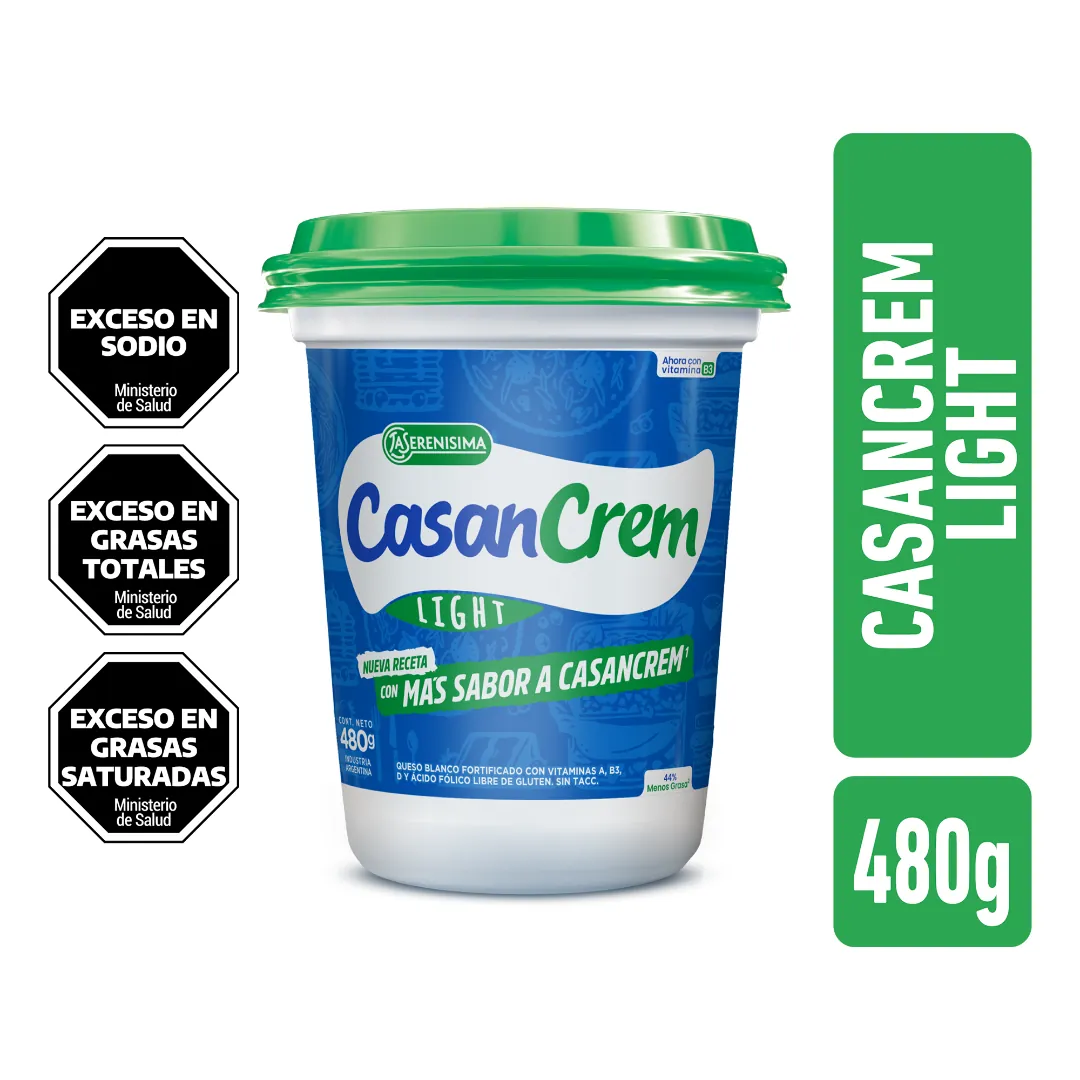 EXCESO EN
SODIO
Ministerio
de Salud
EXCESO EN
GRASAS
TOTALES
Ministerio
de Salud
EXCESO EN
GRASAS
SATURADAS
Ministerio
de Salud
Ahora con
vitamina B3
LASERENISIMA
CasanCrem
LIGHT
NUEVA RECETA
CON MÁS SABOR A CASANCREM¹
CONT. NETO
480g
INDUSTRIA
ARGENTINA
QUESO BLANCO FORTIFICADO CON VITAMINAS A, B3,
D Y ÁCIDO FÓLICO LIBRE DE GLUTEN. SIN TACC.
44%
Menos Grasa²
CASANCREM
LIGHT
480g